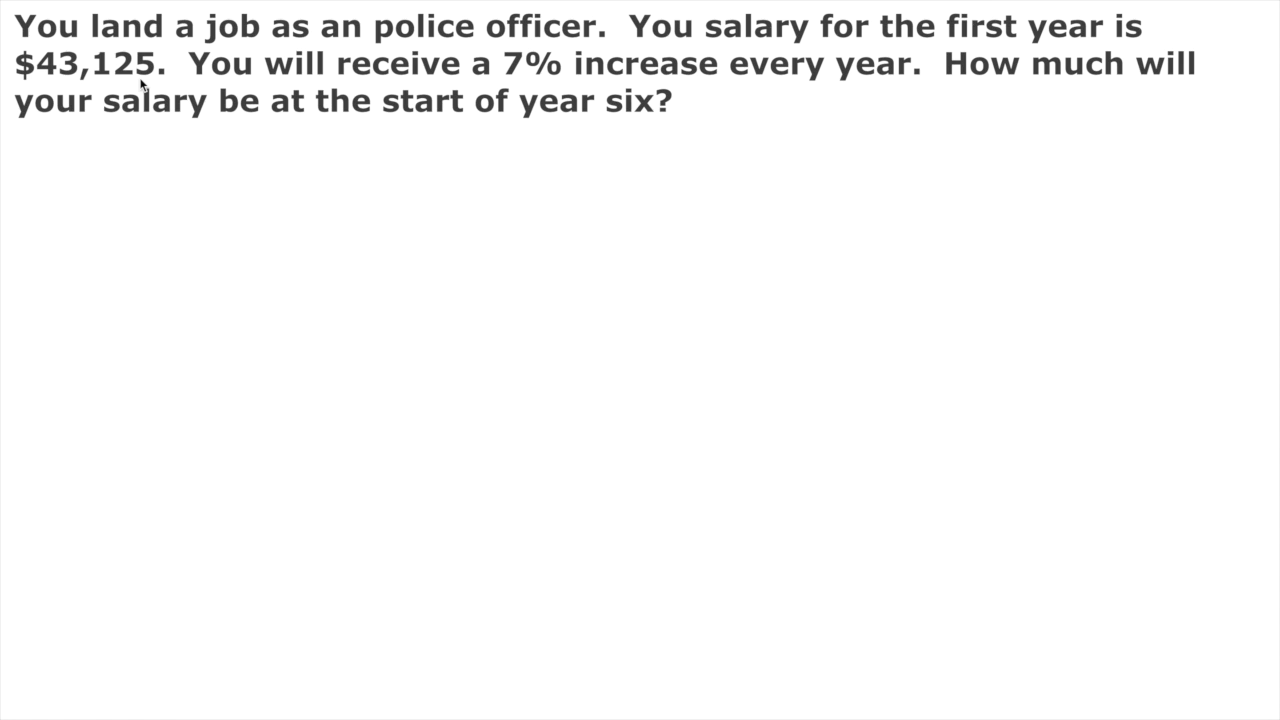 You land a job as an police officer.  You salary for the first year is
$43,125.  You will receive a 7% increase every year.  How much will
your salary be at the start of year six?